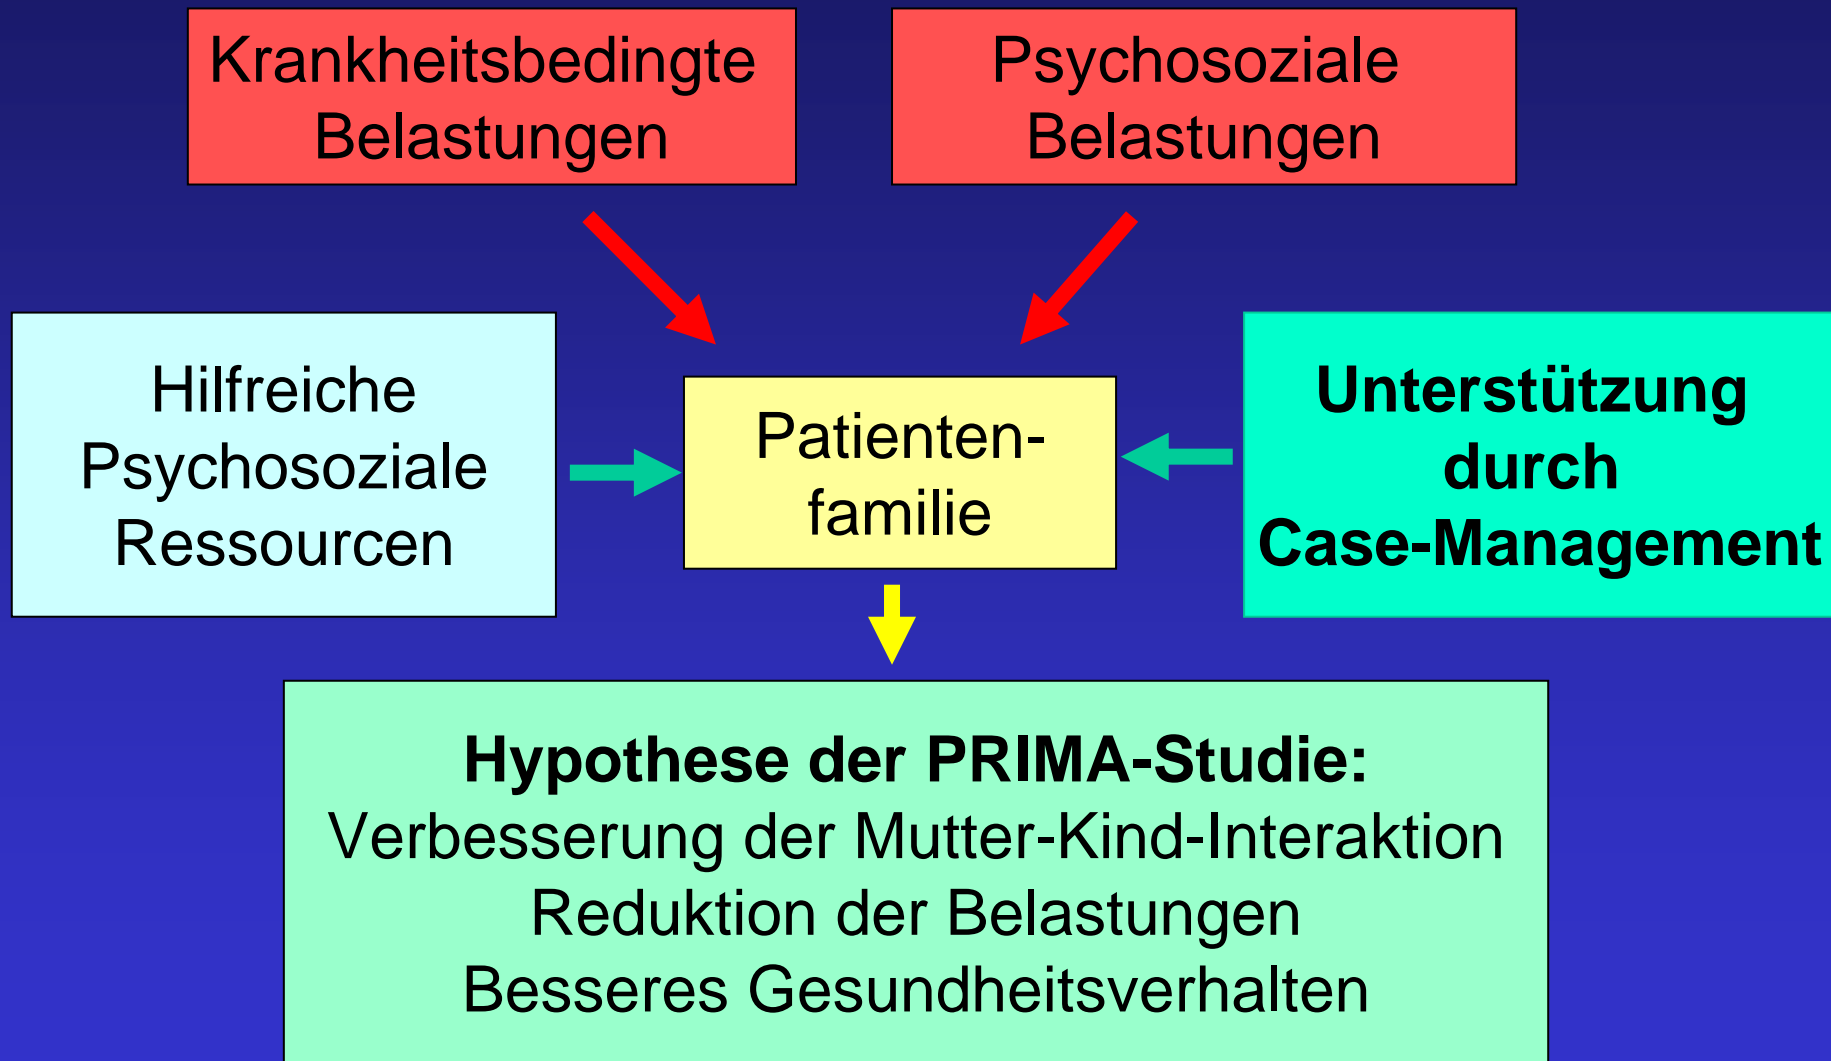 Krankheitsbedingte
Belastungen
Psychosoziale
Belastungen
Hilfreiche
Psychosoziale
Ressourcen
Patienten-
familie
Unterstützung
durch
Case-Management
Hypothese der PRIMA-Studie:
Verbesserung der Mutter-Kind-Interaktion
Reduktion der Belastungen
Besseres Gesundheitsverhalten